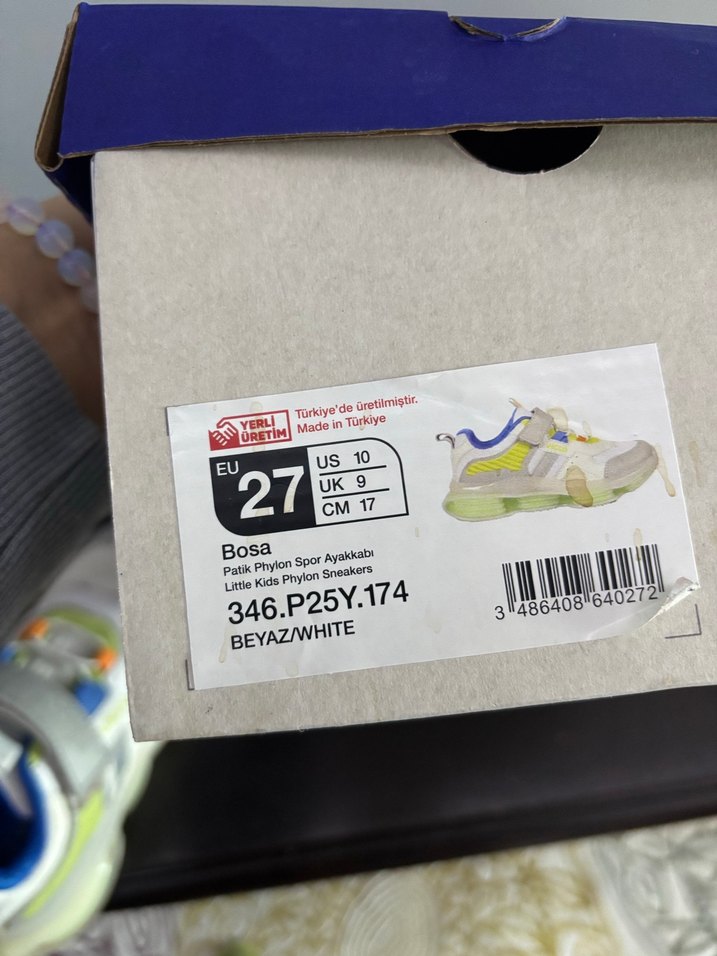 YERLİ
ÜRETİM
Türkiye'de üretilmiştir.
Made in Türkiye
EU
27
US 10
UK 9
CM 17
Bosa
Patik Phylon Spor Ayakkabı
Little Kids Phylon Sneakers
346.P25Y.174
BEYAZ/WHITE
3 486408 640272